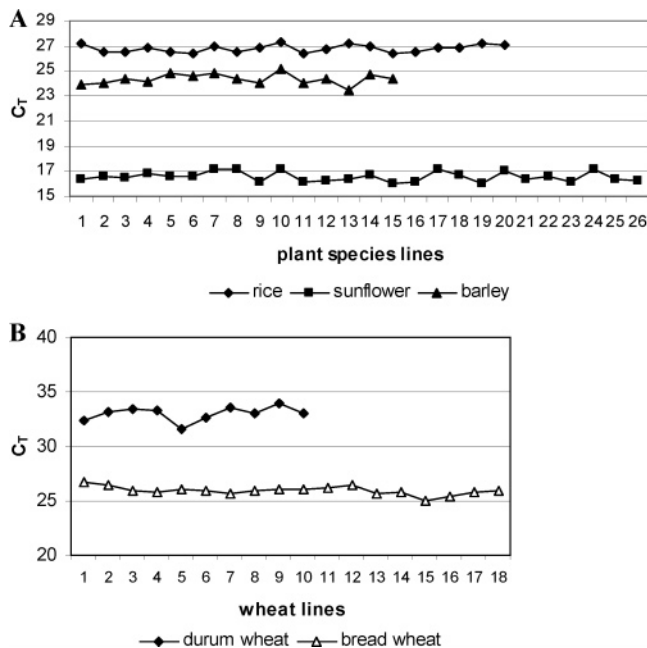 A
29
27
25
23
21
19
17
15
C_T
1 2 3 4 5 6 7 8 9 10 11 12 13 14 15 16 17 18 19 20 21 22 23 24 25 26
plant species lines
rice sunflower barley
B
40
35
30
25
20
C_T
1 2 3 4 5 6 7 8 9 10 11 12 13 14 15 16 17 18
wheat lines
durum wheat bread wheat